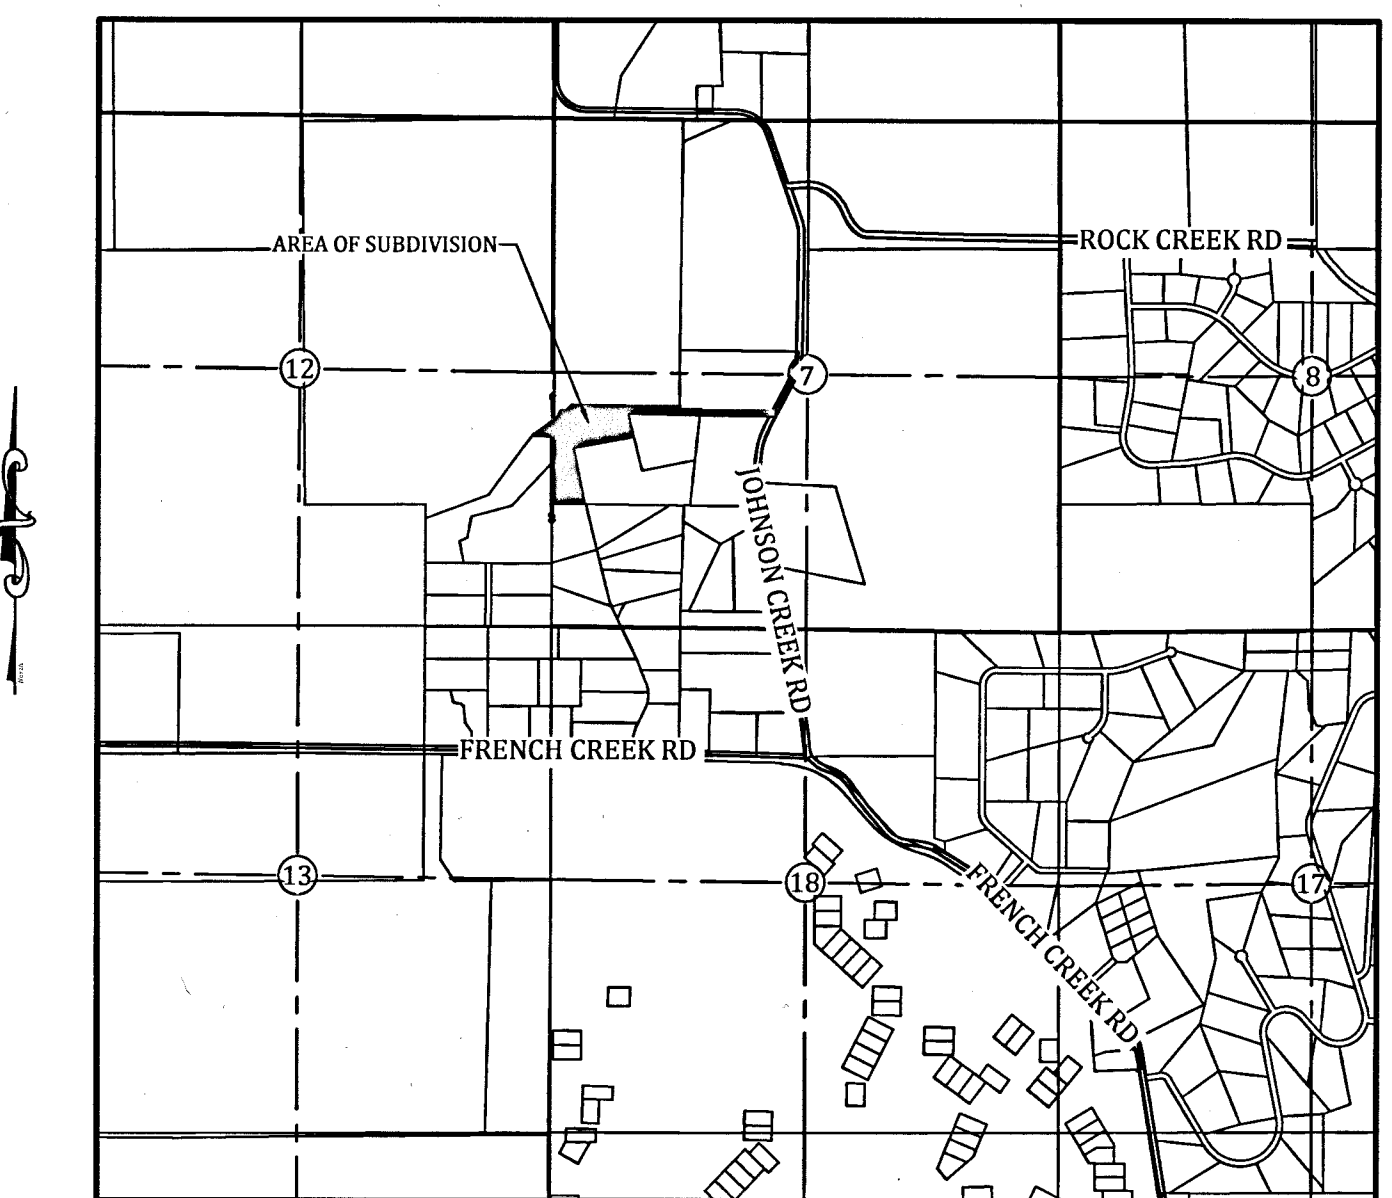 ROCK CREEK RD
AREA OF SUBDIVISION
12
7
8
JOHNSON CREEK RD
FRENCH CREEK RD
13
18
17
FRENCH CREEK RD
North